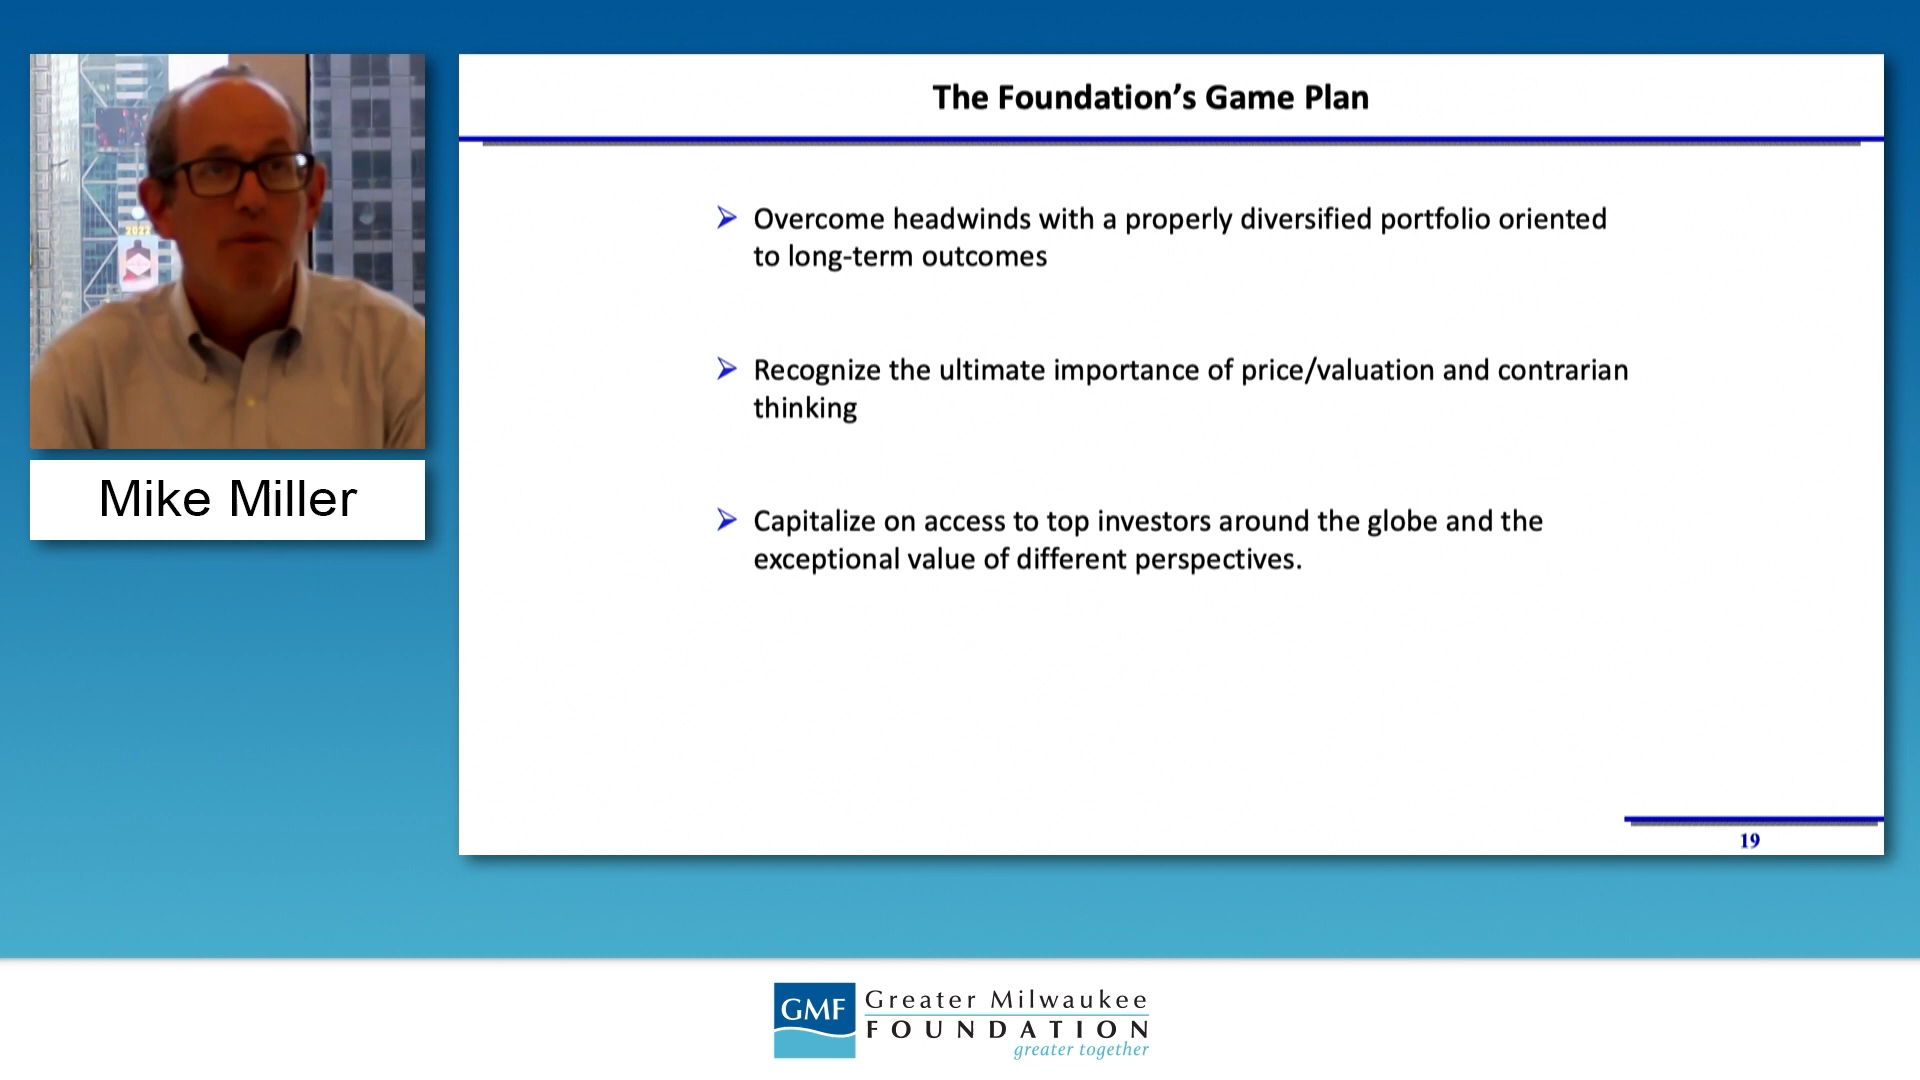 The Foundation’s Game Plan
2022
Overcome headwinds with a properly diversified portfolio oriented
to long-term outcomes
Recognize the ultimate importance of price/valuation and contrarian
thinking
Mike Miller
Capitalize on access to top investors around the globe and the
exceptional value of different perspectives.
19
GMF
Greater Milwaukee
FOUNDATION
greater together